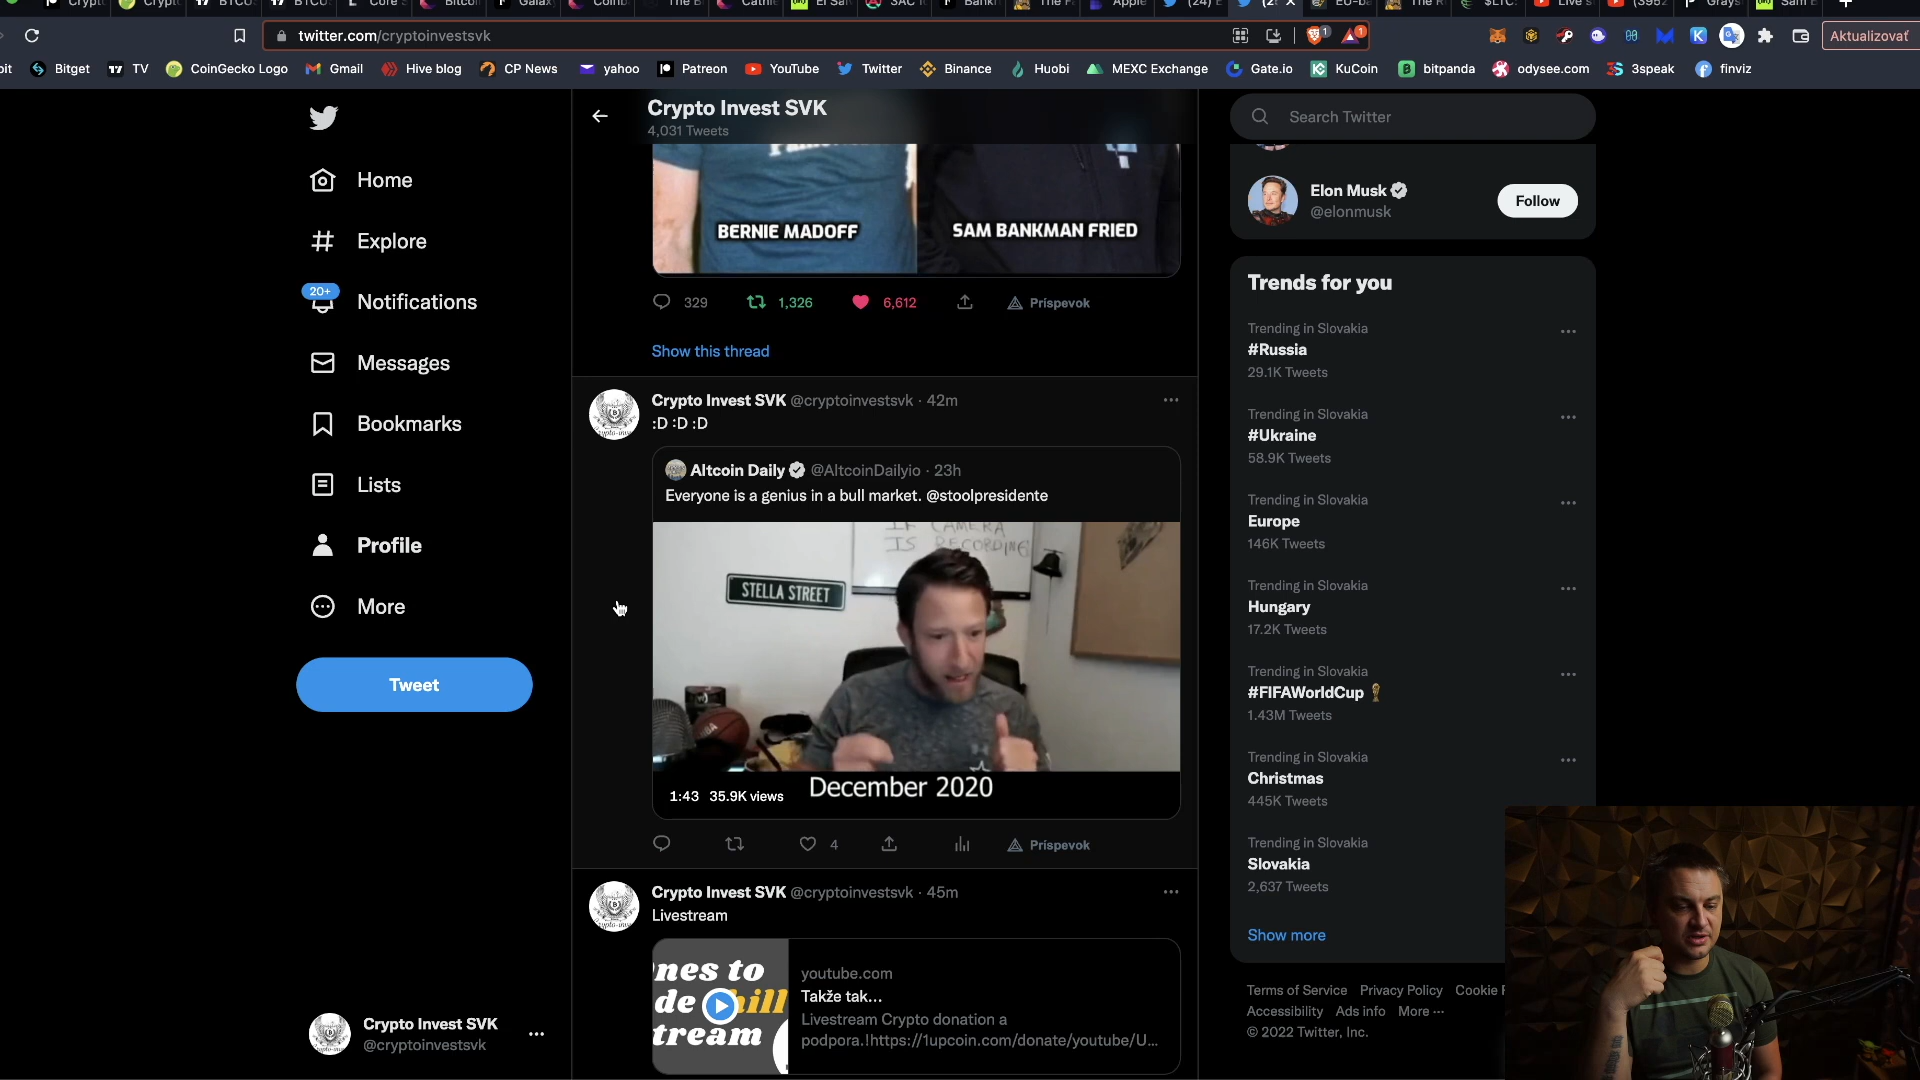 twitter.com/cryptoinvestsvk
Aktualizovať
Bitget
TV
CoinGecko Logo
Gmail
Hive blog
CP News
yahoo
Patreon
YouTube
Twitter
Binance
Huobi
MEXC Exchange
Gate.io
KuCoin
bitpanda
odysee.com
3speak
finviz
Home
Explore
20+
Notifications
Messages
Bookmarks
Lists
Profile
More
Tweet
Crypto Invest SVK
@cryptoinvestsvk
Crypto Invest SVK
4,031 Tweets
BERNIE MADOFF
SAM BANKMAN FRIED
329 1,326 6,612 Príspevok
Show this thread
Crypto Invest SVK @cryptoinvestsvk · 42m
:D :D :D
Altcoin Daily @AltcoinDailyio · 23h
Everyone is a genius in a bull market. @stoolpresidente
IF CAMERA
IS RECORDING
STELLA STREET
December 2020
1:43 35.9K views
4 Príspevok
Crypto Invest SVK @cryptoinvestsvk · 45m
Livestream
youtube.com
Takže tak...
Livestream Crypto donation a
podpora.!https://1upcoin.com/donate/youtube/U...
Search Twitter
Elon Musk
@elonmusk
Follow
Trends for you
Trending in Slovakia
#Russia
29.1K Tweets
Trending in Slovakia
#Ukraine
58.9K Tweets
Trending in Slovakia
Europe
146K Tweets
Trending in Slovakia
Hungary
17.2K Tweets
Trending in Slovakia
#FIFAWorldCup
1.43M Tweets
Trending in Slovakia
Christmas
445K Tweets
Trending in Slovakia
Slovakia
2,637 Tweets
Show more
Terms of Service Privacy Policy Cookie
Accessibility Ads info More ···
© 2022 Twitter, Inc.